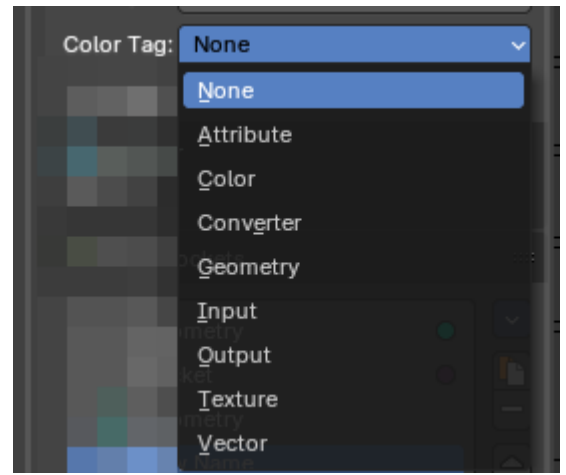 Color Tag: None
None
Attribute
Color
Converter
Geometry
Input
Output
Texture
Vector